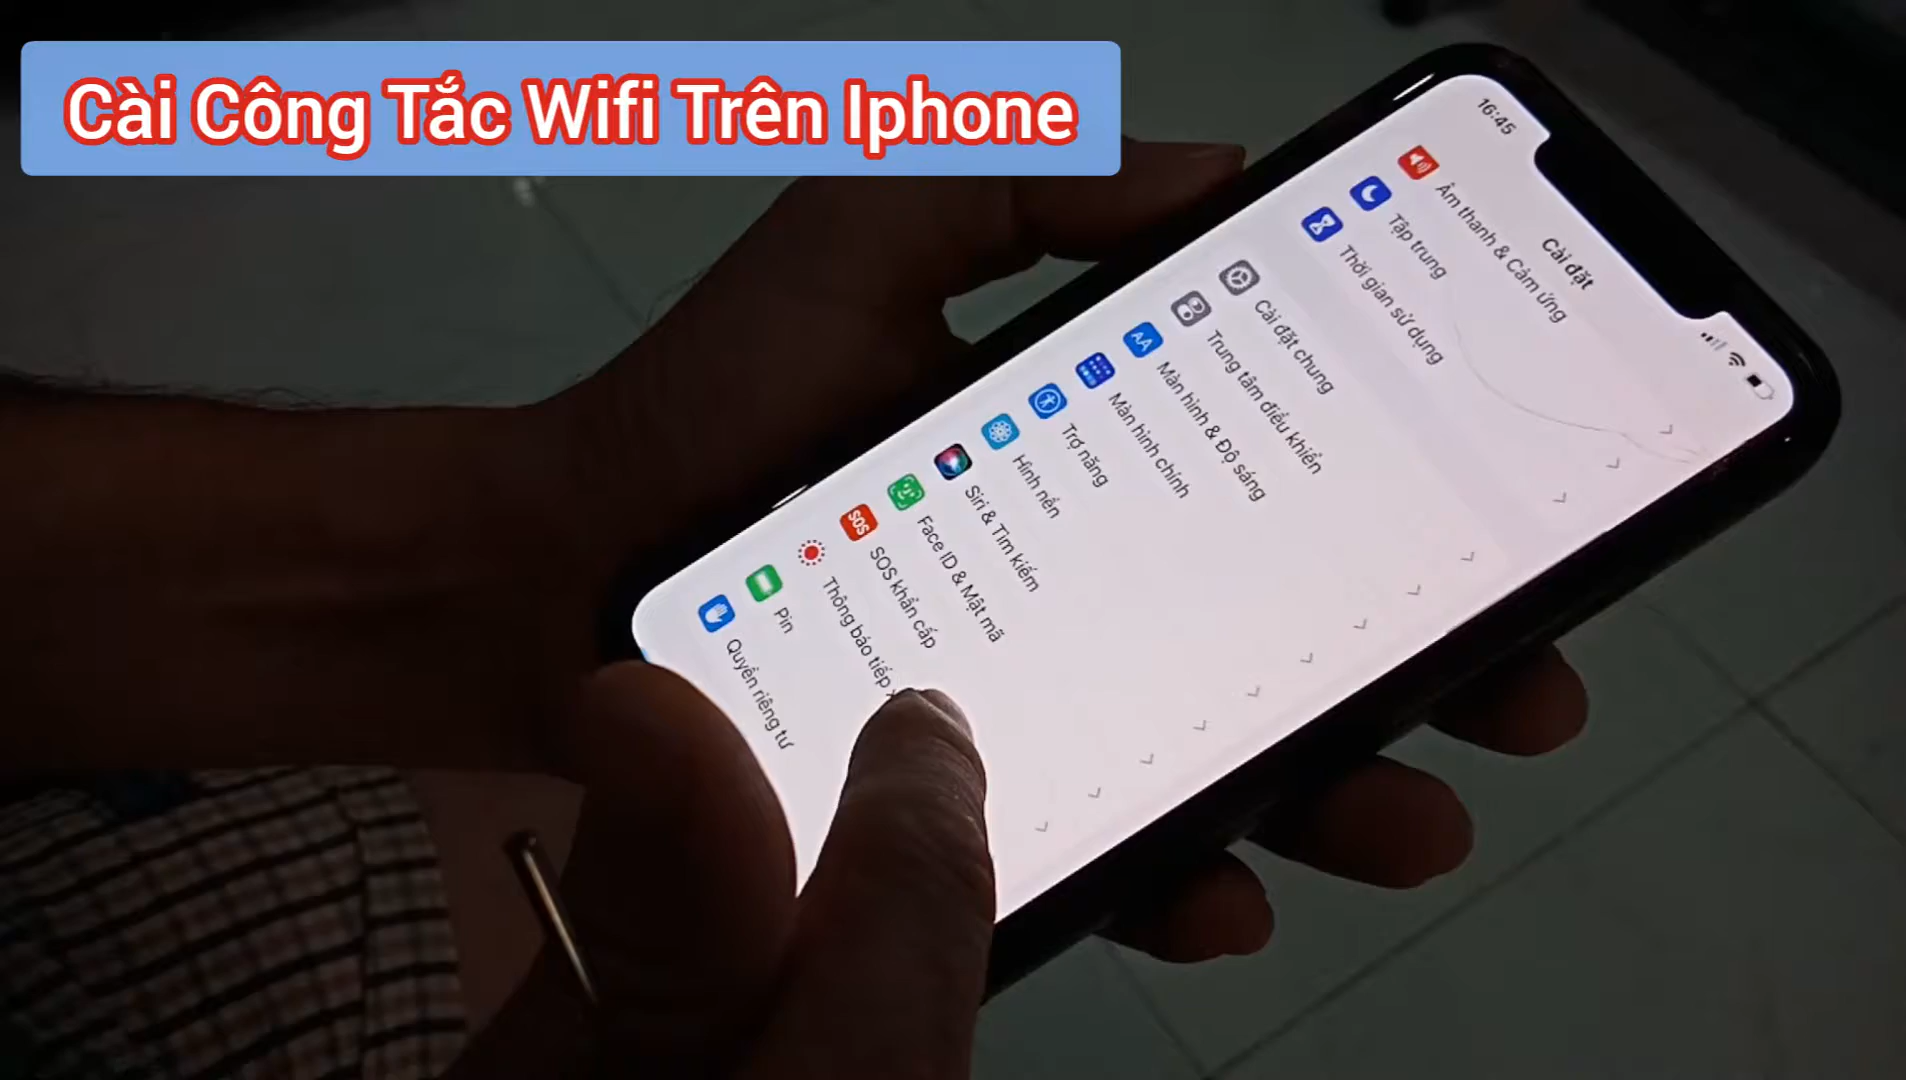 Cài Công Tắc Wifi Trên Iphone
16:45
Cài đặt
Âm thanh & Cảm ứng
Tập trung
Thời gian sử dụng
Cài đặt chung
Trung tâm điều khiển
AA
Màn hình & Độ sáng
Màn hình chính
Trợ năng
Hình nền
Siri & Tìm kiếm
Face ID & Mật mã
SOS
SOS khẩn cấp
Thông báo tiếp
Pin
Quyền riêng tư